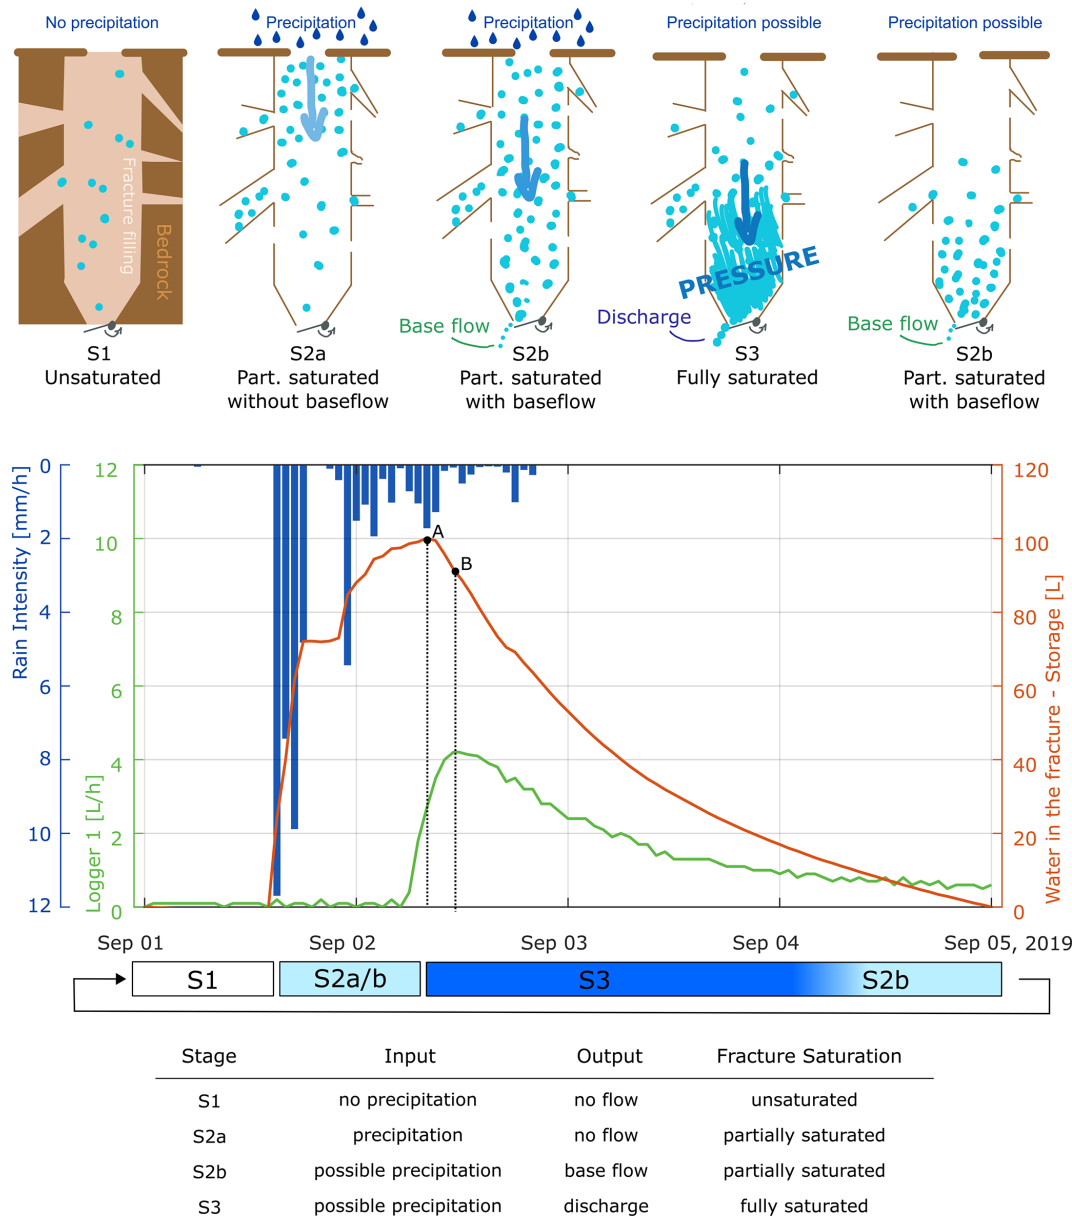 No precipitation
Precipitation
Precipitation
Precipitation possible
Precipitation possible
Fracture filling
Bedrock
PRESSURE
Base flow
Discharge
Base flow
S1
Unsaturated
S2a
Part. saturated
without baseflow
S2b
Part. saturated
with baseflow
S3
Fully saturated
S2b
Part. saturated
with baseflow
Rain Intensity [mm/h]
0
2
4
6
8
10
12
Logger 1 [L/h]
12
10
8
6
4
2
0
A
B
120
100
80
60
40
20
0
Water in the fracture - Storage [L]
Sep 01
Sep 02
Sep 03
Sep 04
Sep 05, 2019
S1
S2a/b
S3
S2b
Stage Input Output Fracture Saturation
S1 no precipitation no flow unsaturated
S2a precipitation no flow partially saturated
S2b possible precipitation base flow partially saturated
S3 possible precipitation discharge fully saturated